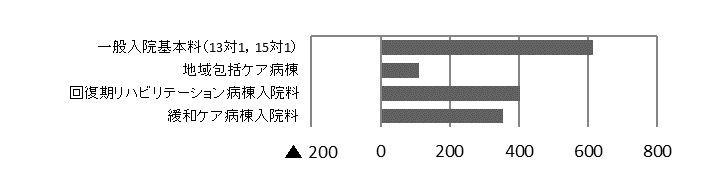 一般入院基本料（13対1，15対1）
地域包括ケア病棟
回復期リハビリテーション病棟入院料
緩和ケア病棟入院料
▲ 200 0 200 400 600 800